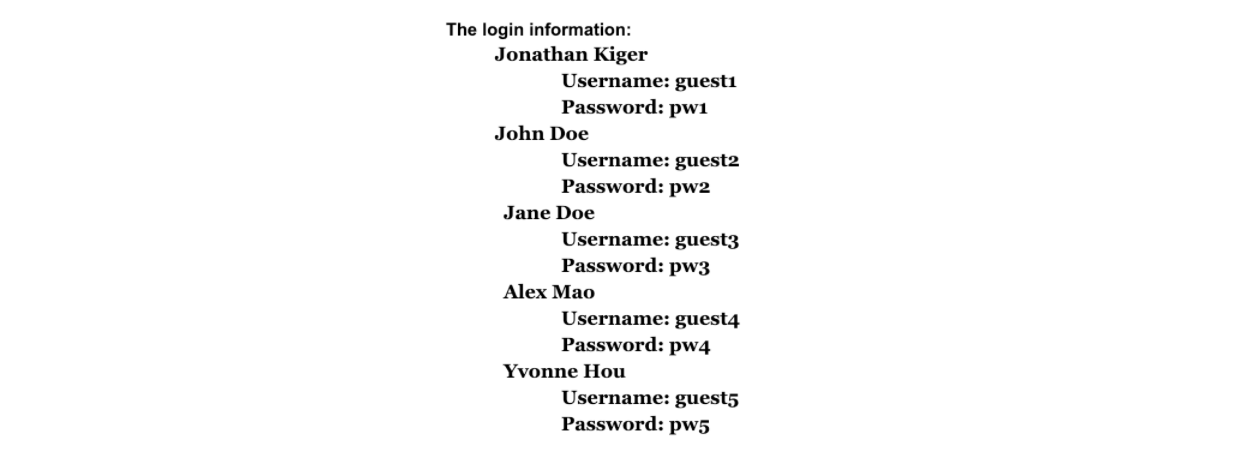 The login information:
Jonathan Kiger
Username: guest1
Password: pw1
John Doe
Username: guest2
Password: pw2
Jane Doe
Username: guest3
Password: pw3
Alex Mao
Username: guest4
Password: pw4
Yvonne Hou
Username: guest5
Password: pw5